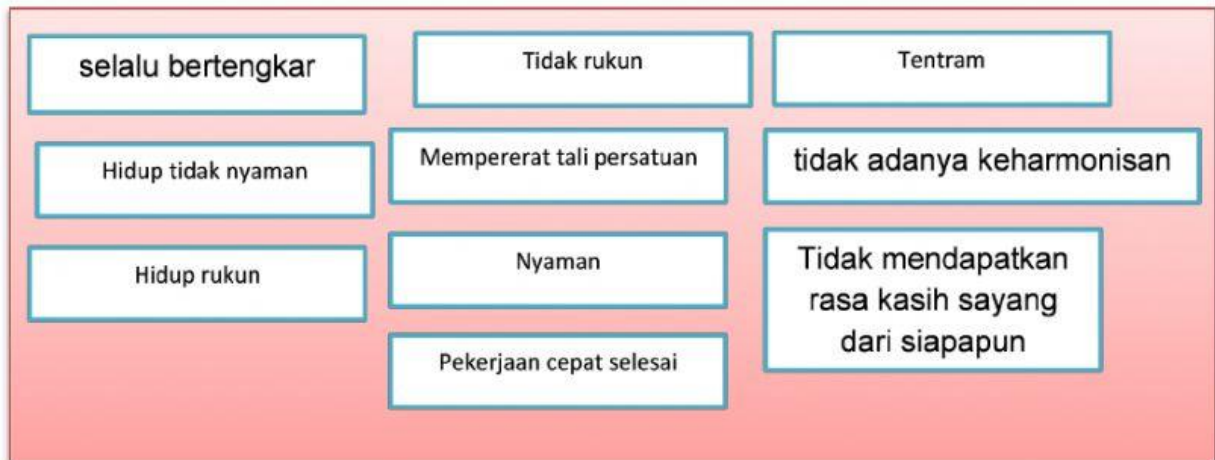 selalu bertengkar
Tidak rukun
Tentram
Hidup tidak nyaman
Mempererat tali persatuan
tidak adanya keharmonisan
Hidup rukun
Nyaman
Tidak mendapatkan
rasa kasih sayang
dari siapapun
Pekerjaan cepat selesai